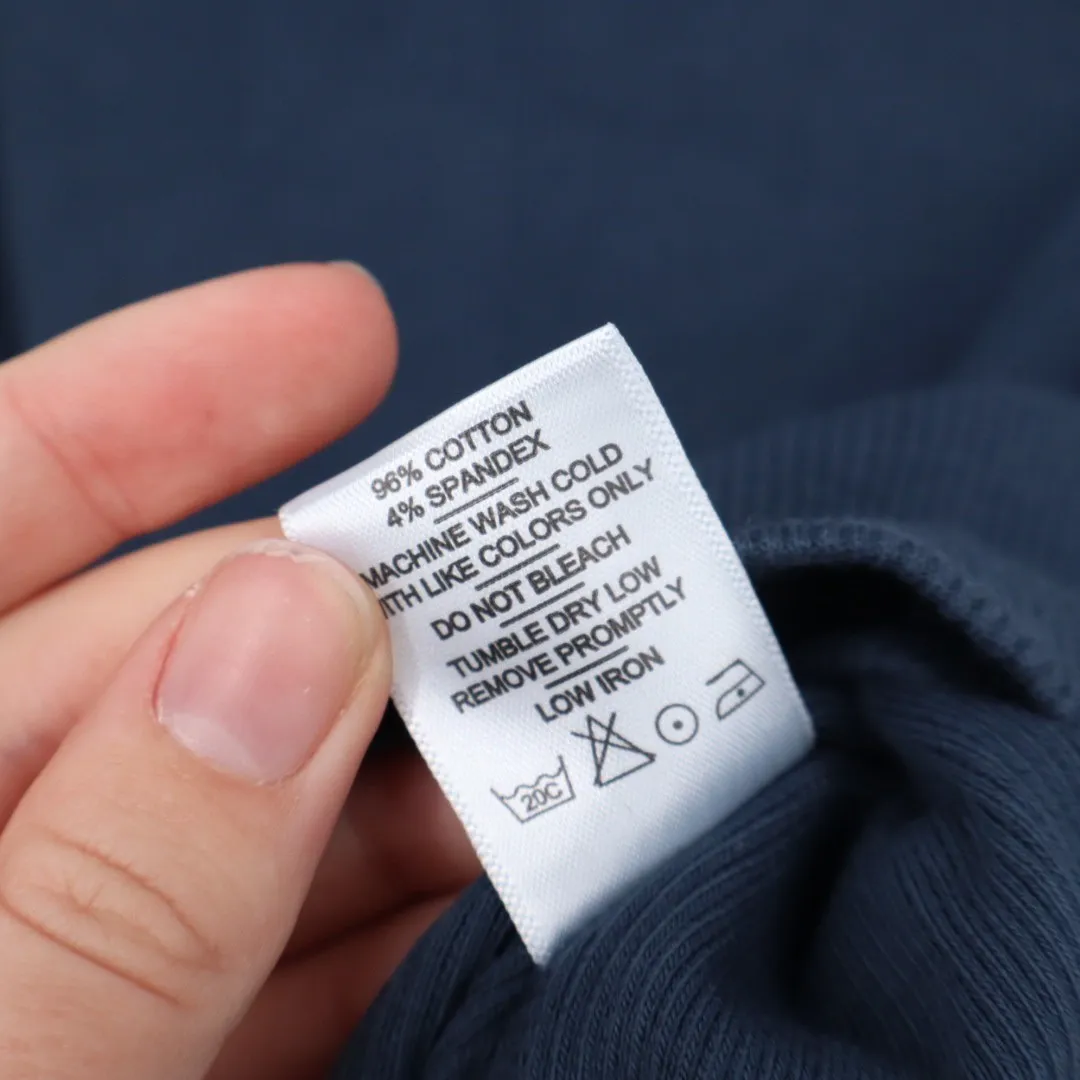 96% COTTON
4% SPANDEX
MACHINE WASH COLD
WITH LIKE COLORS ONLY
DO NOT BLEACH
TUMBLE DRY LOW
REMOVE PROMPTLY
LOW IRON
20C